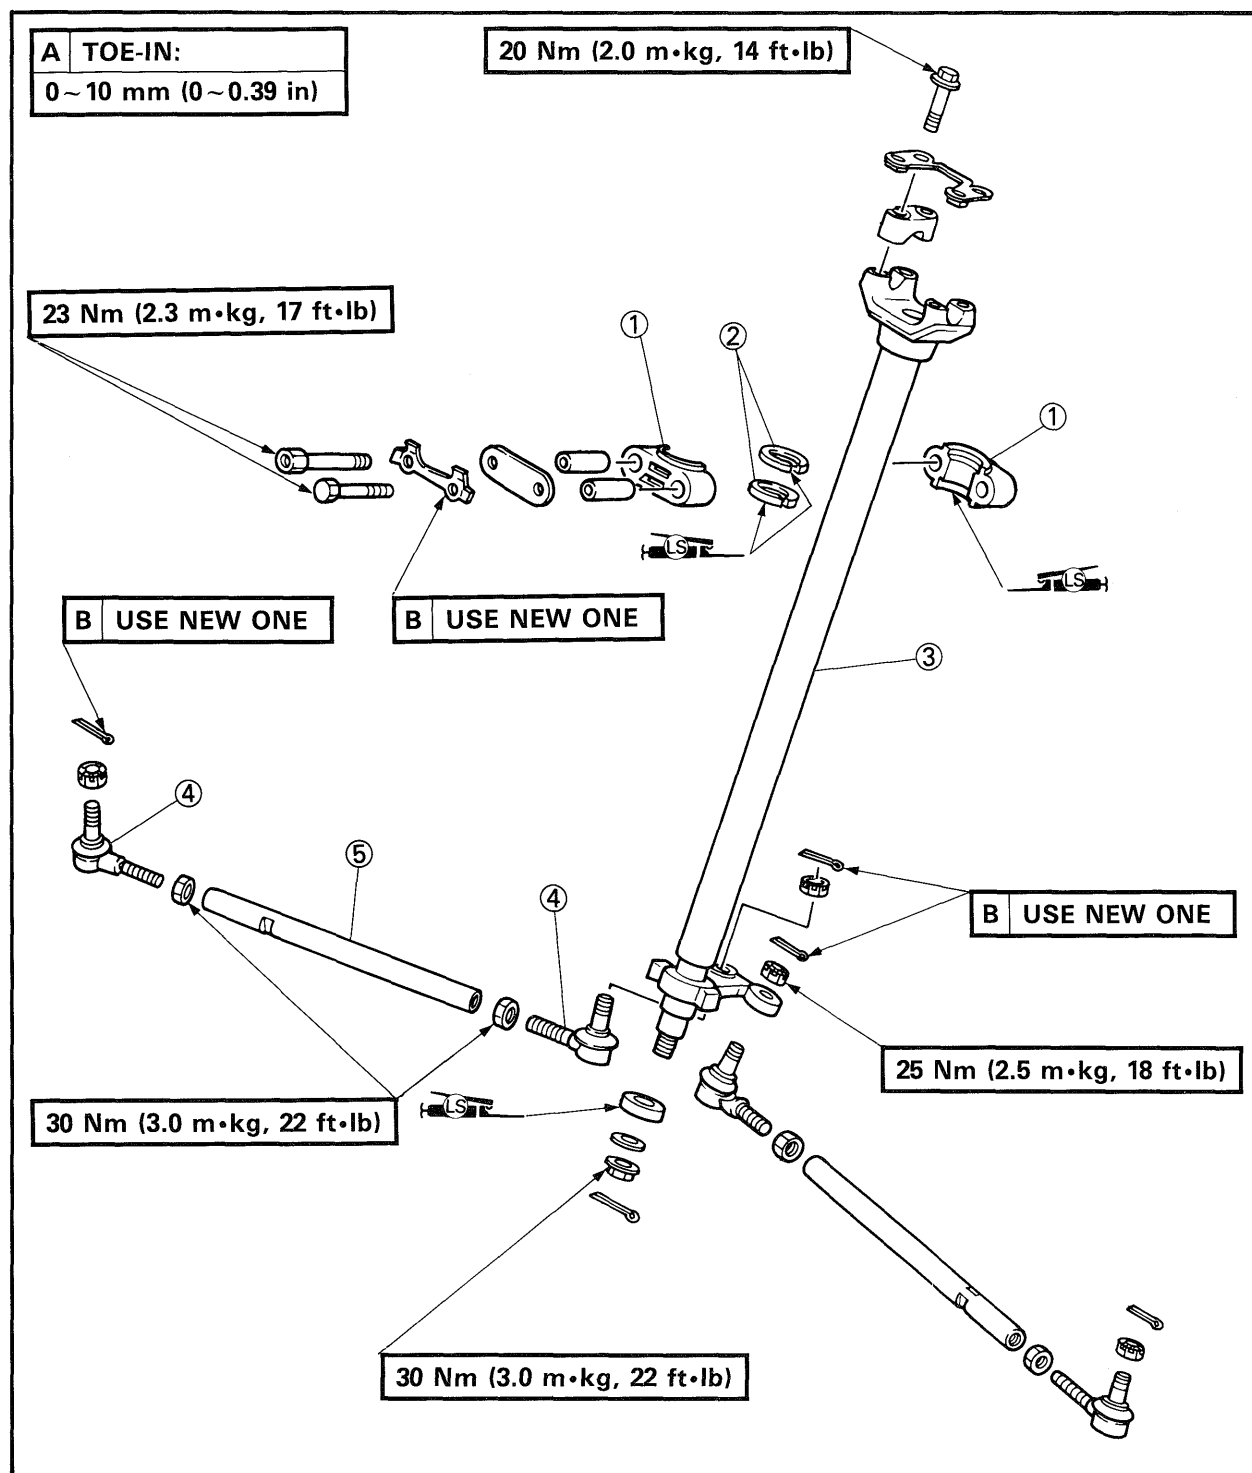 A TOE-IN:
0~10 mm (0~0.39 in)
20 Nm (2.0 m•kg, 14 ft•lb)
23 Nm (2.3 m•kg, 17 ft•lb)
①
②
①
LS
LS
B USE NEW ONE
B USE NEW ONE
③
④
⑤
④
B USE NEW ONE
25 Nm (2.5 m•kg, 18 ft•lb)
30 Nm (3.0 m•kg, 22 ft•lb)
LS
30 Nm (3.0 m•kg, 22 ft•lb)